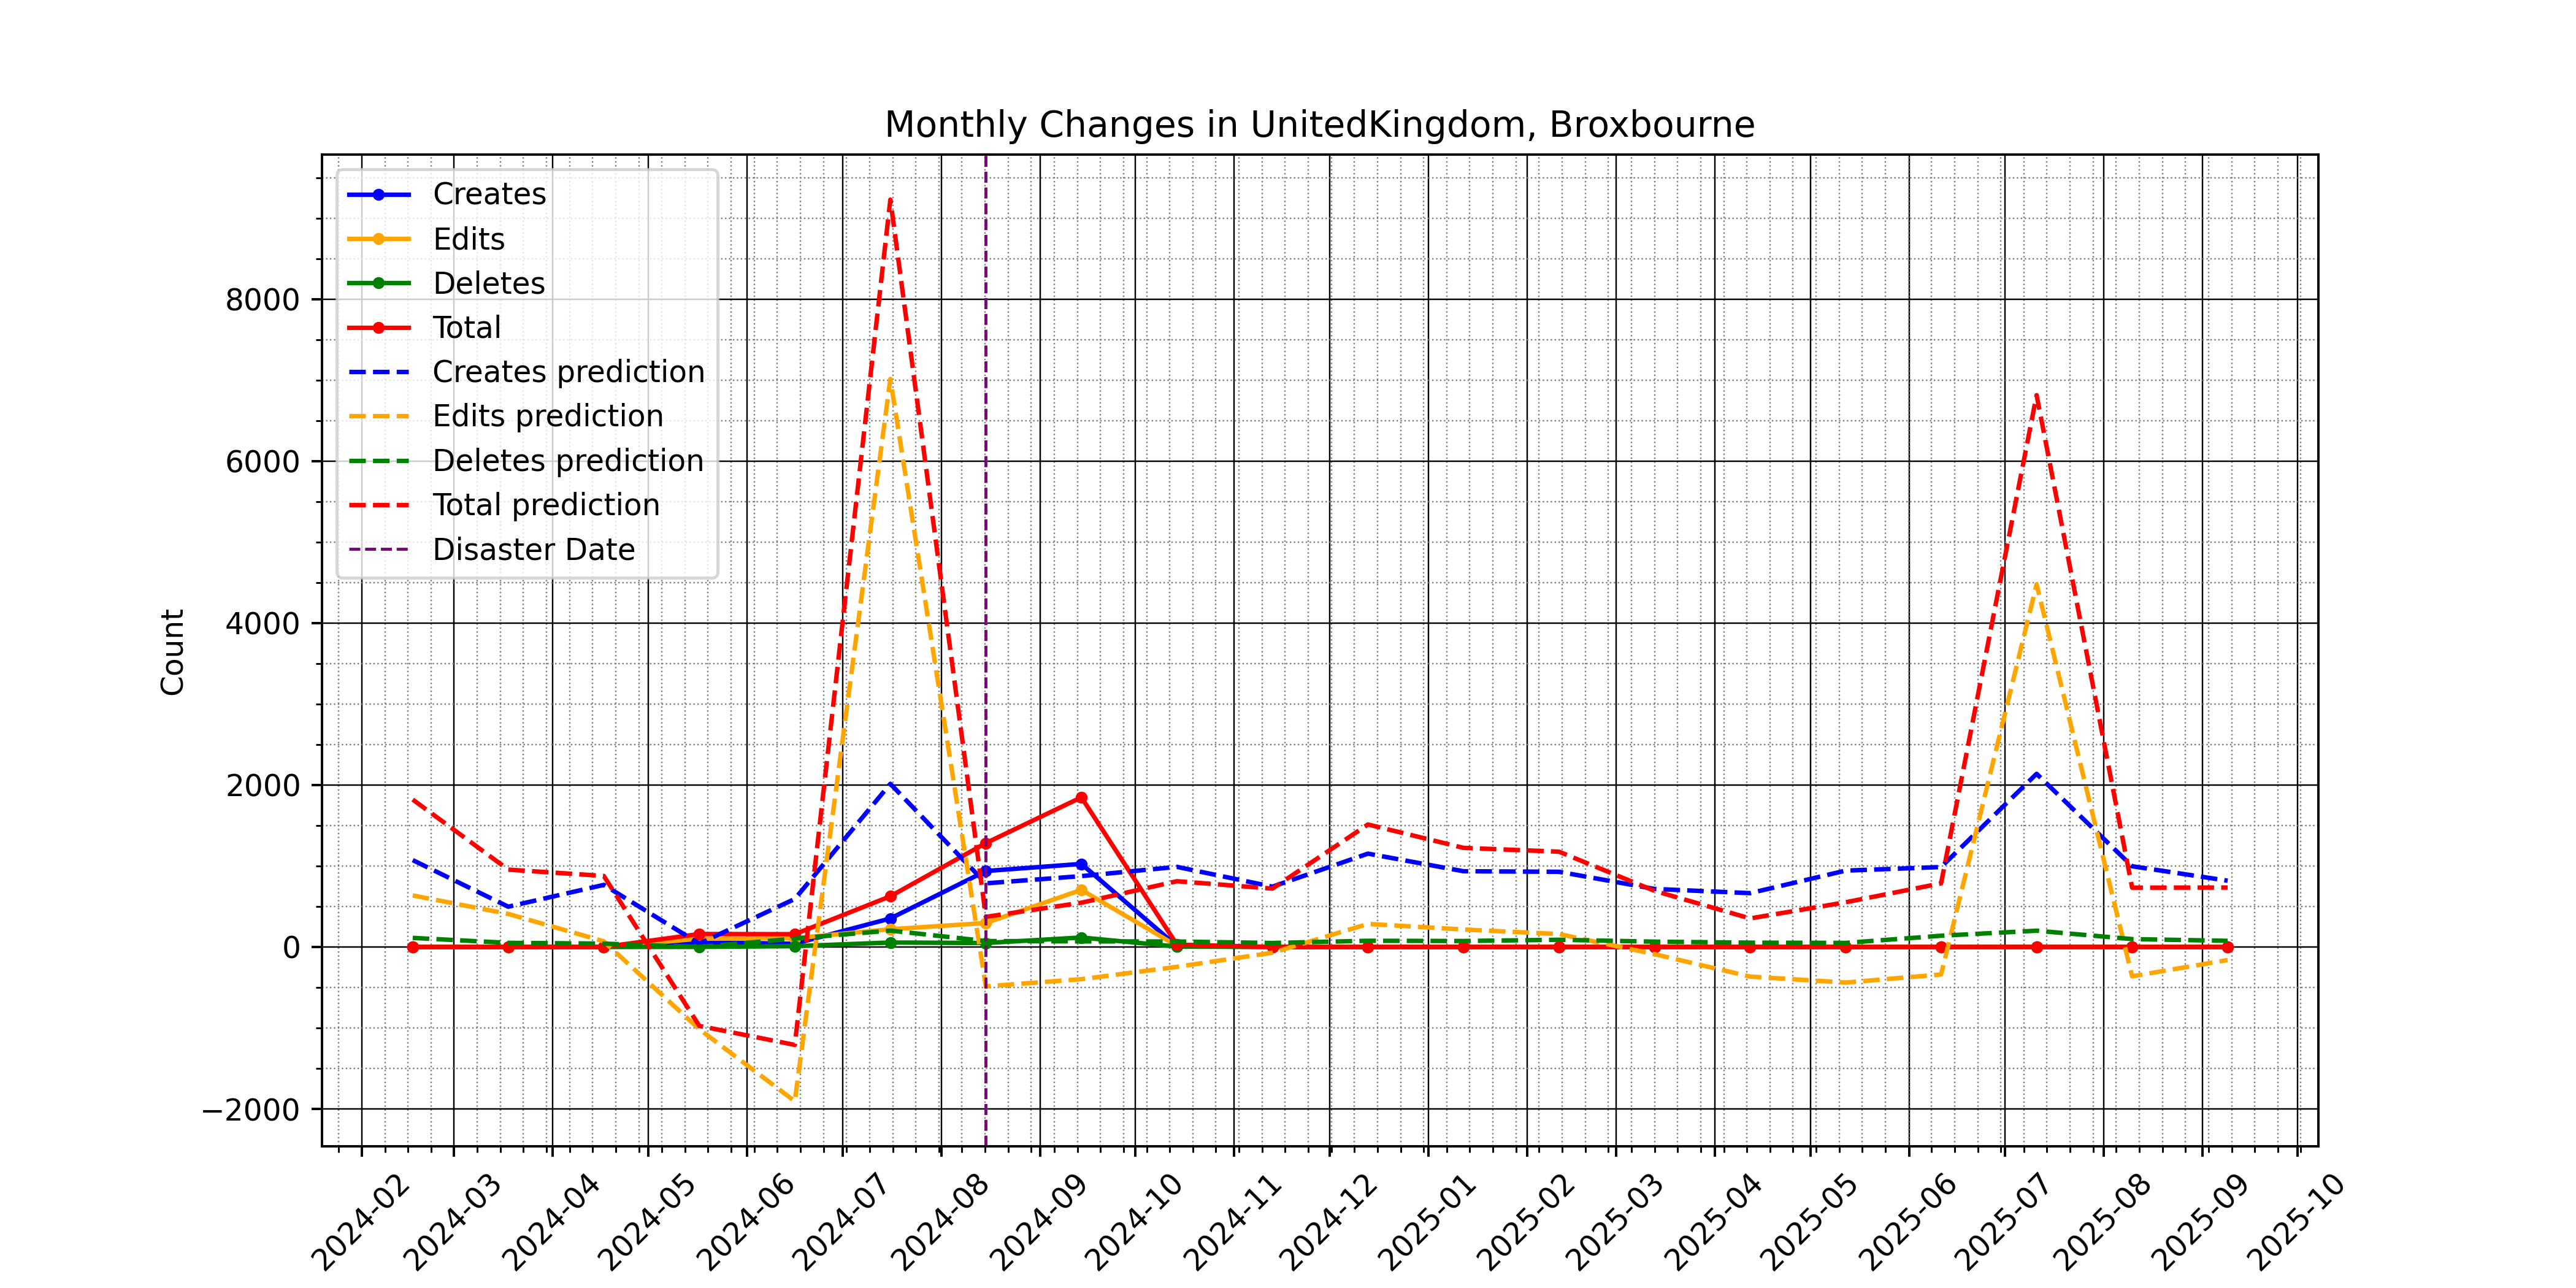 Monthly Changes in UnitedKingdom, Broxbourne
Creates
Edits
Deletes
Total
Creates prediction
Edits prediction
Deletes prediction
Total prediction
Disaster Date
Count
8000
6000
4000
2000
0
−2000
2024-02
2024-03
2024-04
2024-05
2024-06
2024-07
2024-08
2024-09
2024-10
2024-11
2024-12
2025-01
2025-02
2025-03
2025-04
2025-05
2025-06
2025-07
2025-08
2025-09
2025-10